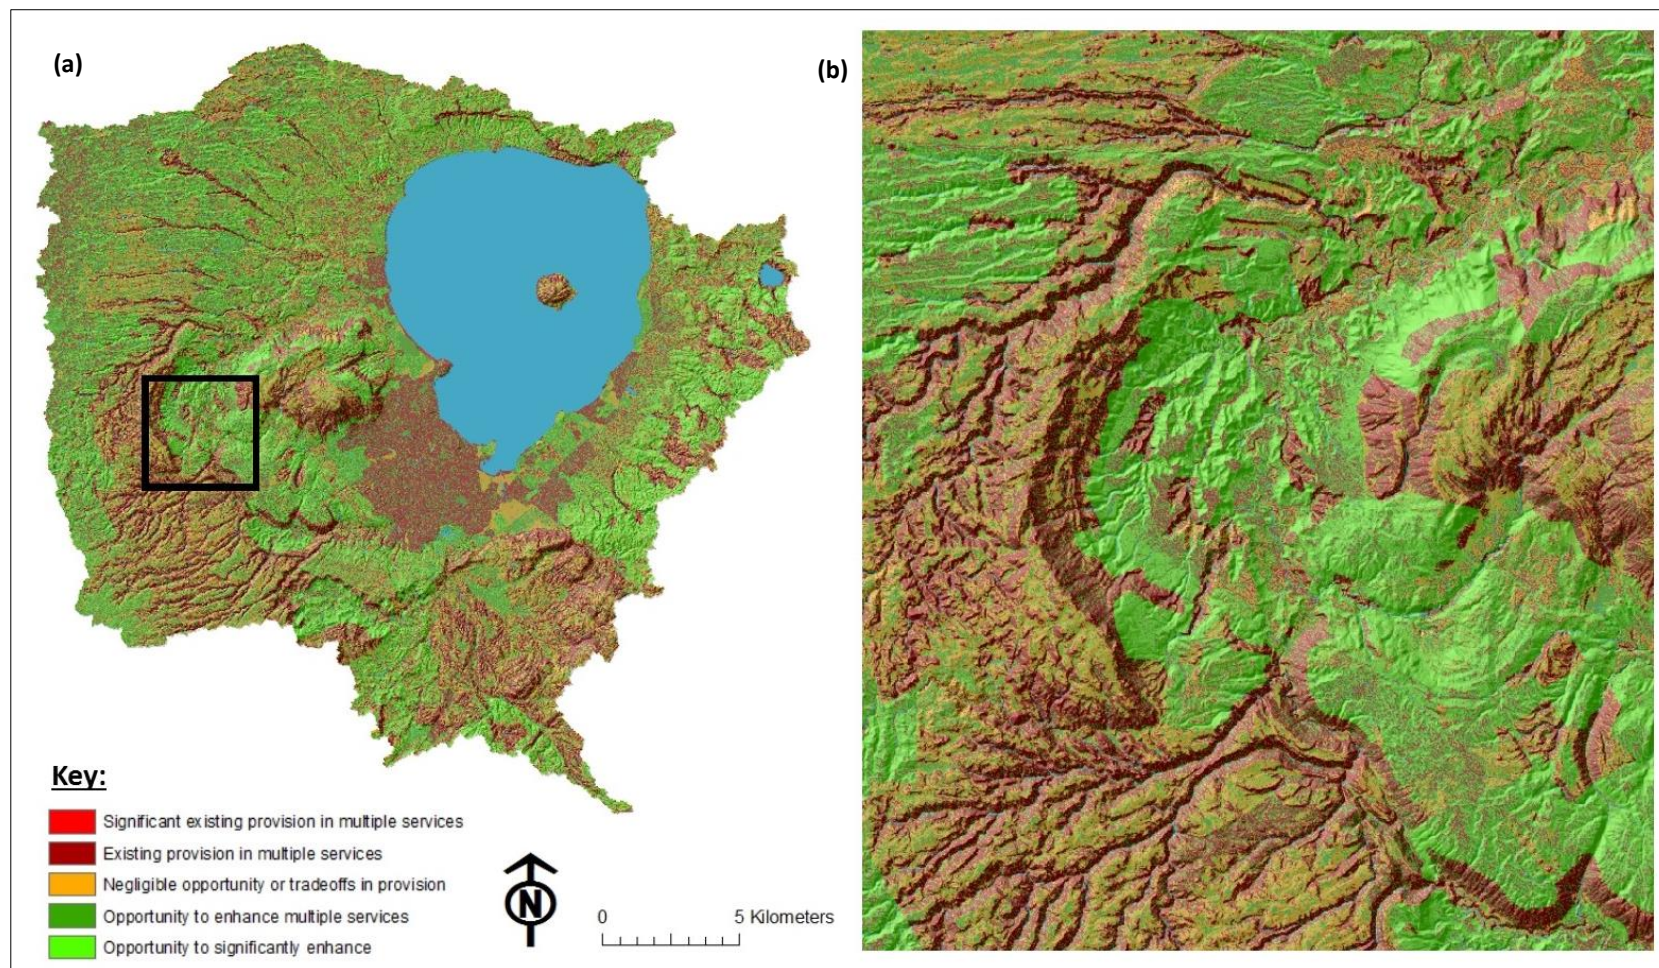 (a)
(b)
Key:
Significant existing provision in multiple services
Existing provision in multiple services
Negligible opportunity or tradeoffs in provision
Opportunity to enhance multiple services
Opportunity to significantly enhance
N
0 5 Kilometers